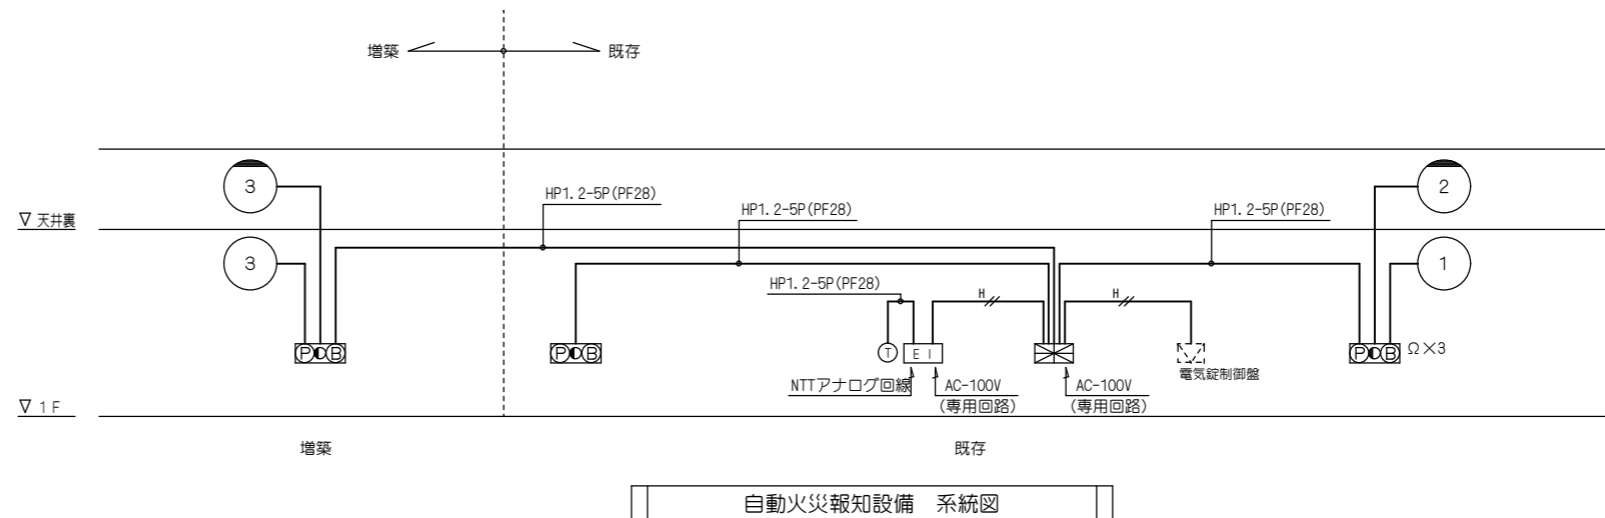 増築 既存
3 2
HP1.2-5P(PF28)
HP1.2-5P(PF28) HP1.2-5P(PF28)
▽ 天井裏
3 1
HP1.2-5P(PF28) H H
P B P B T E I P B Ω×3
電気錠制御盤
NTTアナログ回線 AC-100V AC-100V
(専用回路) (専用回路)
▽ 1F
増築 既存
自動火災報知設備 系統図